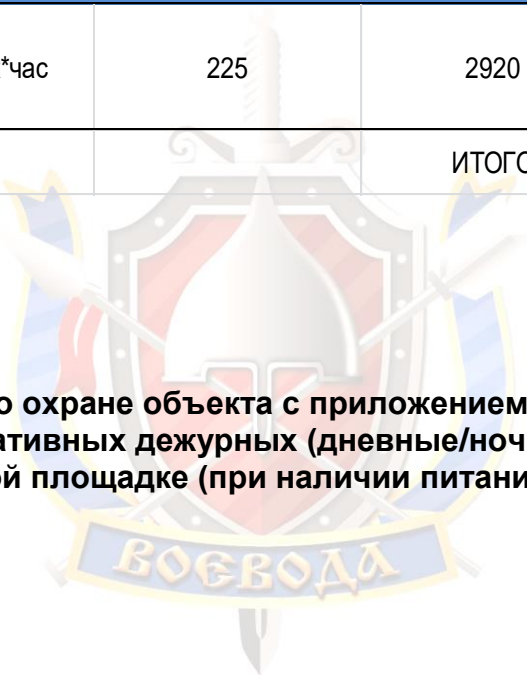 *час 225 2920
ИТОГО
о охране объекта с приложением
ативных дежурных (дневные/ноч
й площадке (при наличии питани
ВОЕВОДА